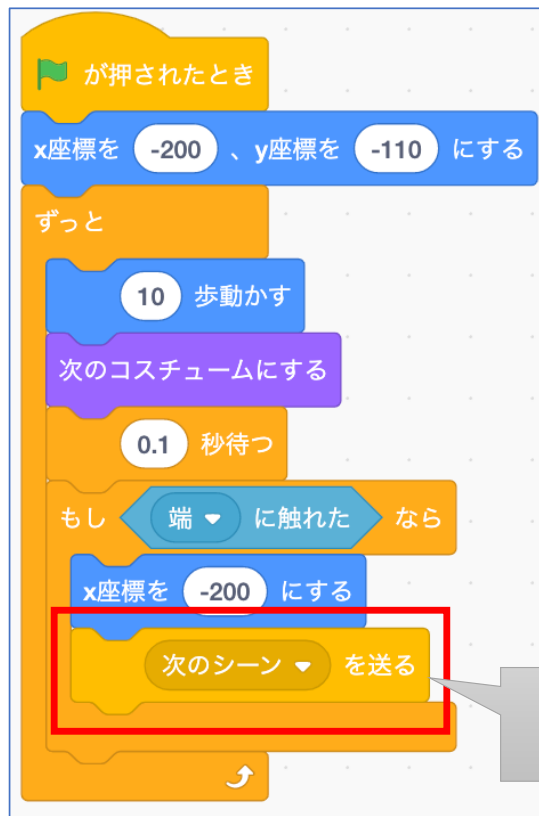 が押されたとき
x座標を -200 、y座標を -110 にする
ずっと
10 歩動かす
次のコスチュームにする
0.1 秒待つ
もし 端 に触れた なら
x座標を -200 にする
次のシーン を送る